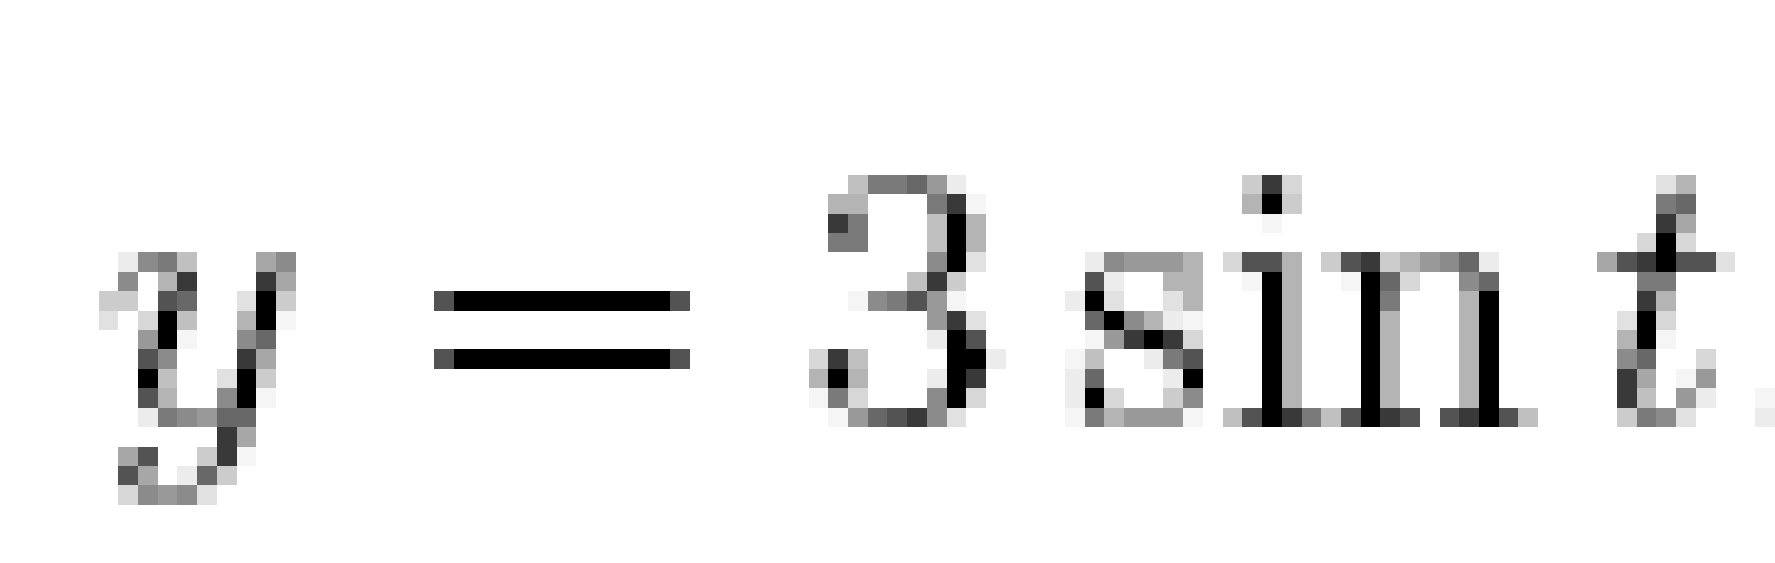 y = 3 sin t.